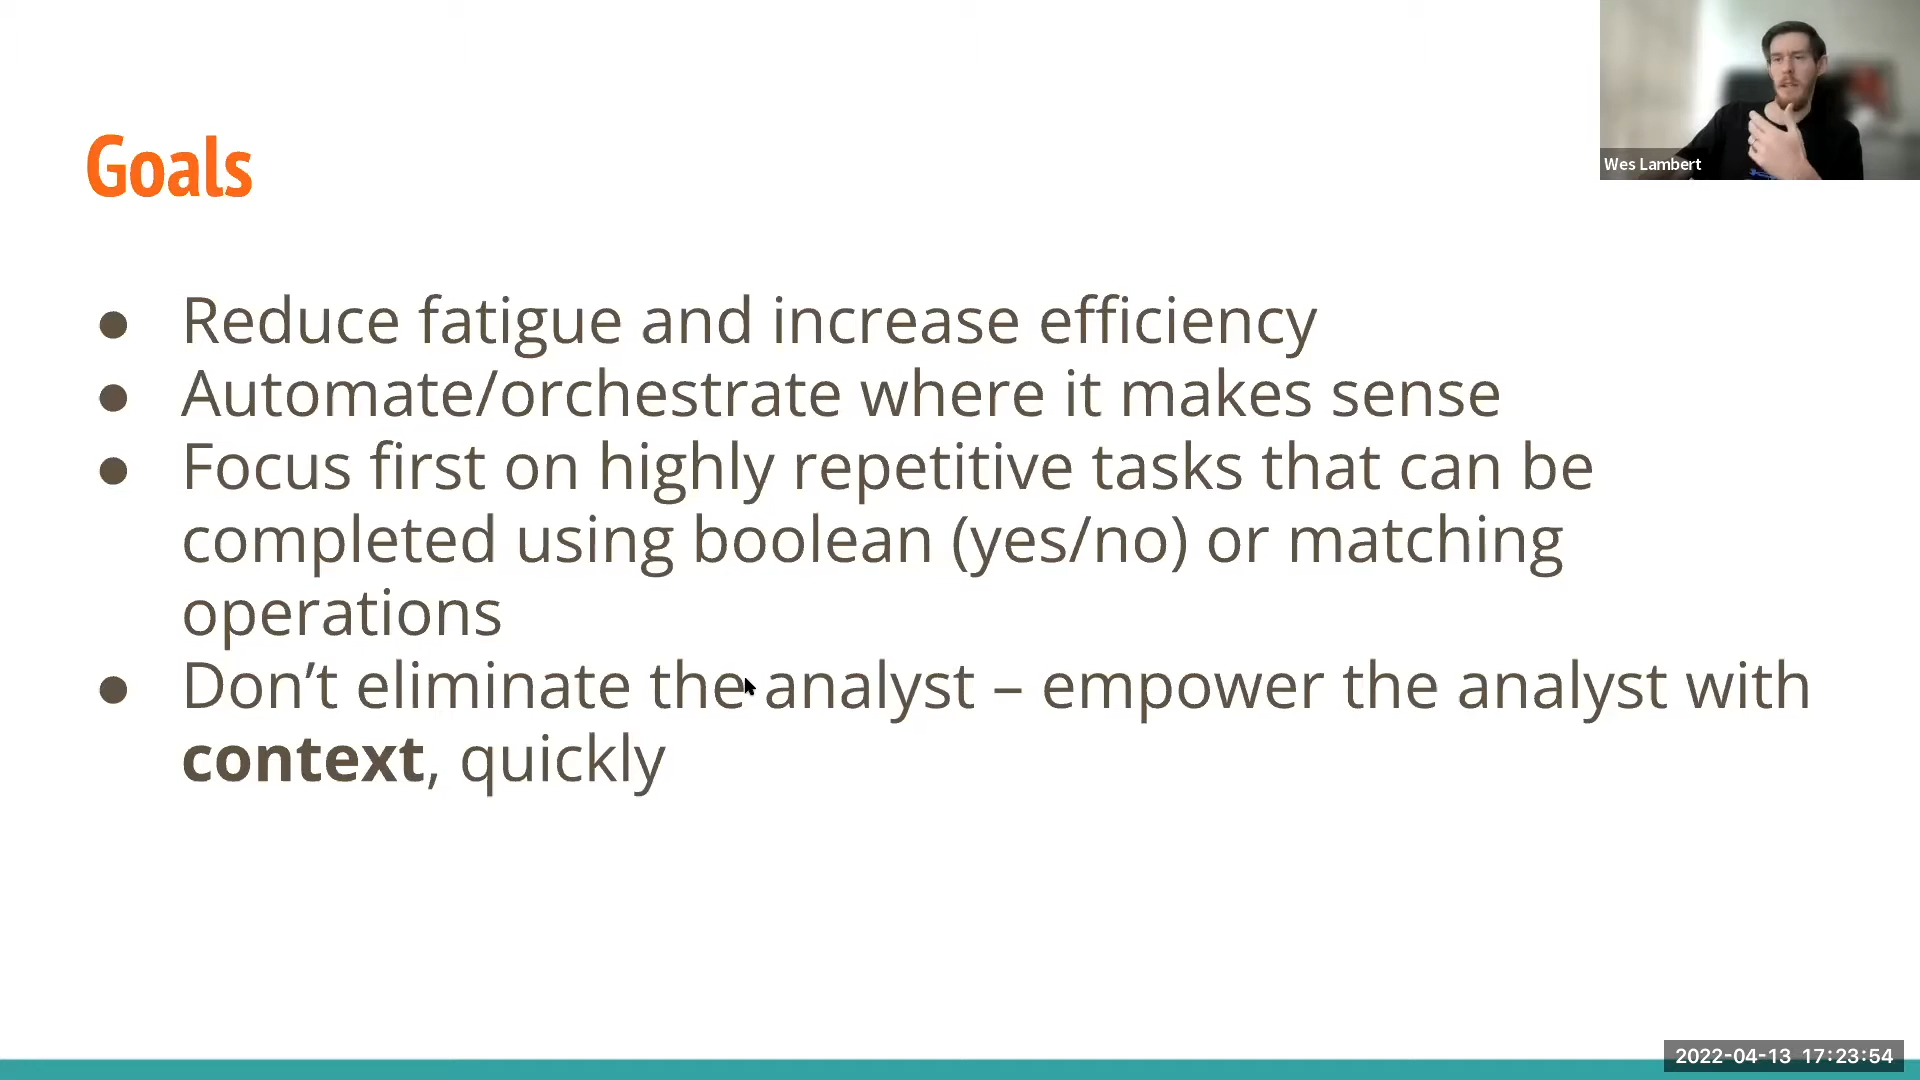 Goals
Wes Lambert
● Reduce fatigue and increase efficiency
● Automate/orchestrate where it makes sense
● Focus first on highly repetitive tasks that can be
completed using boolean (yes/no) or matching
operations
● Don’t eliminate the analyst – empower the analyst with
context, quickly
2022-04-13 17:23:54